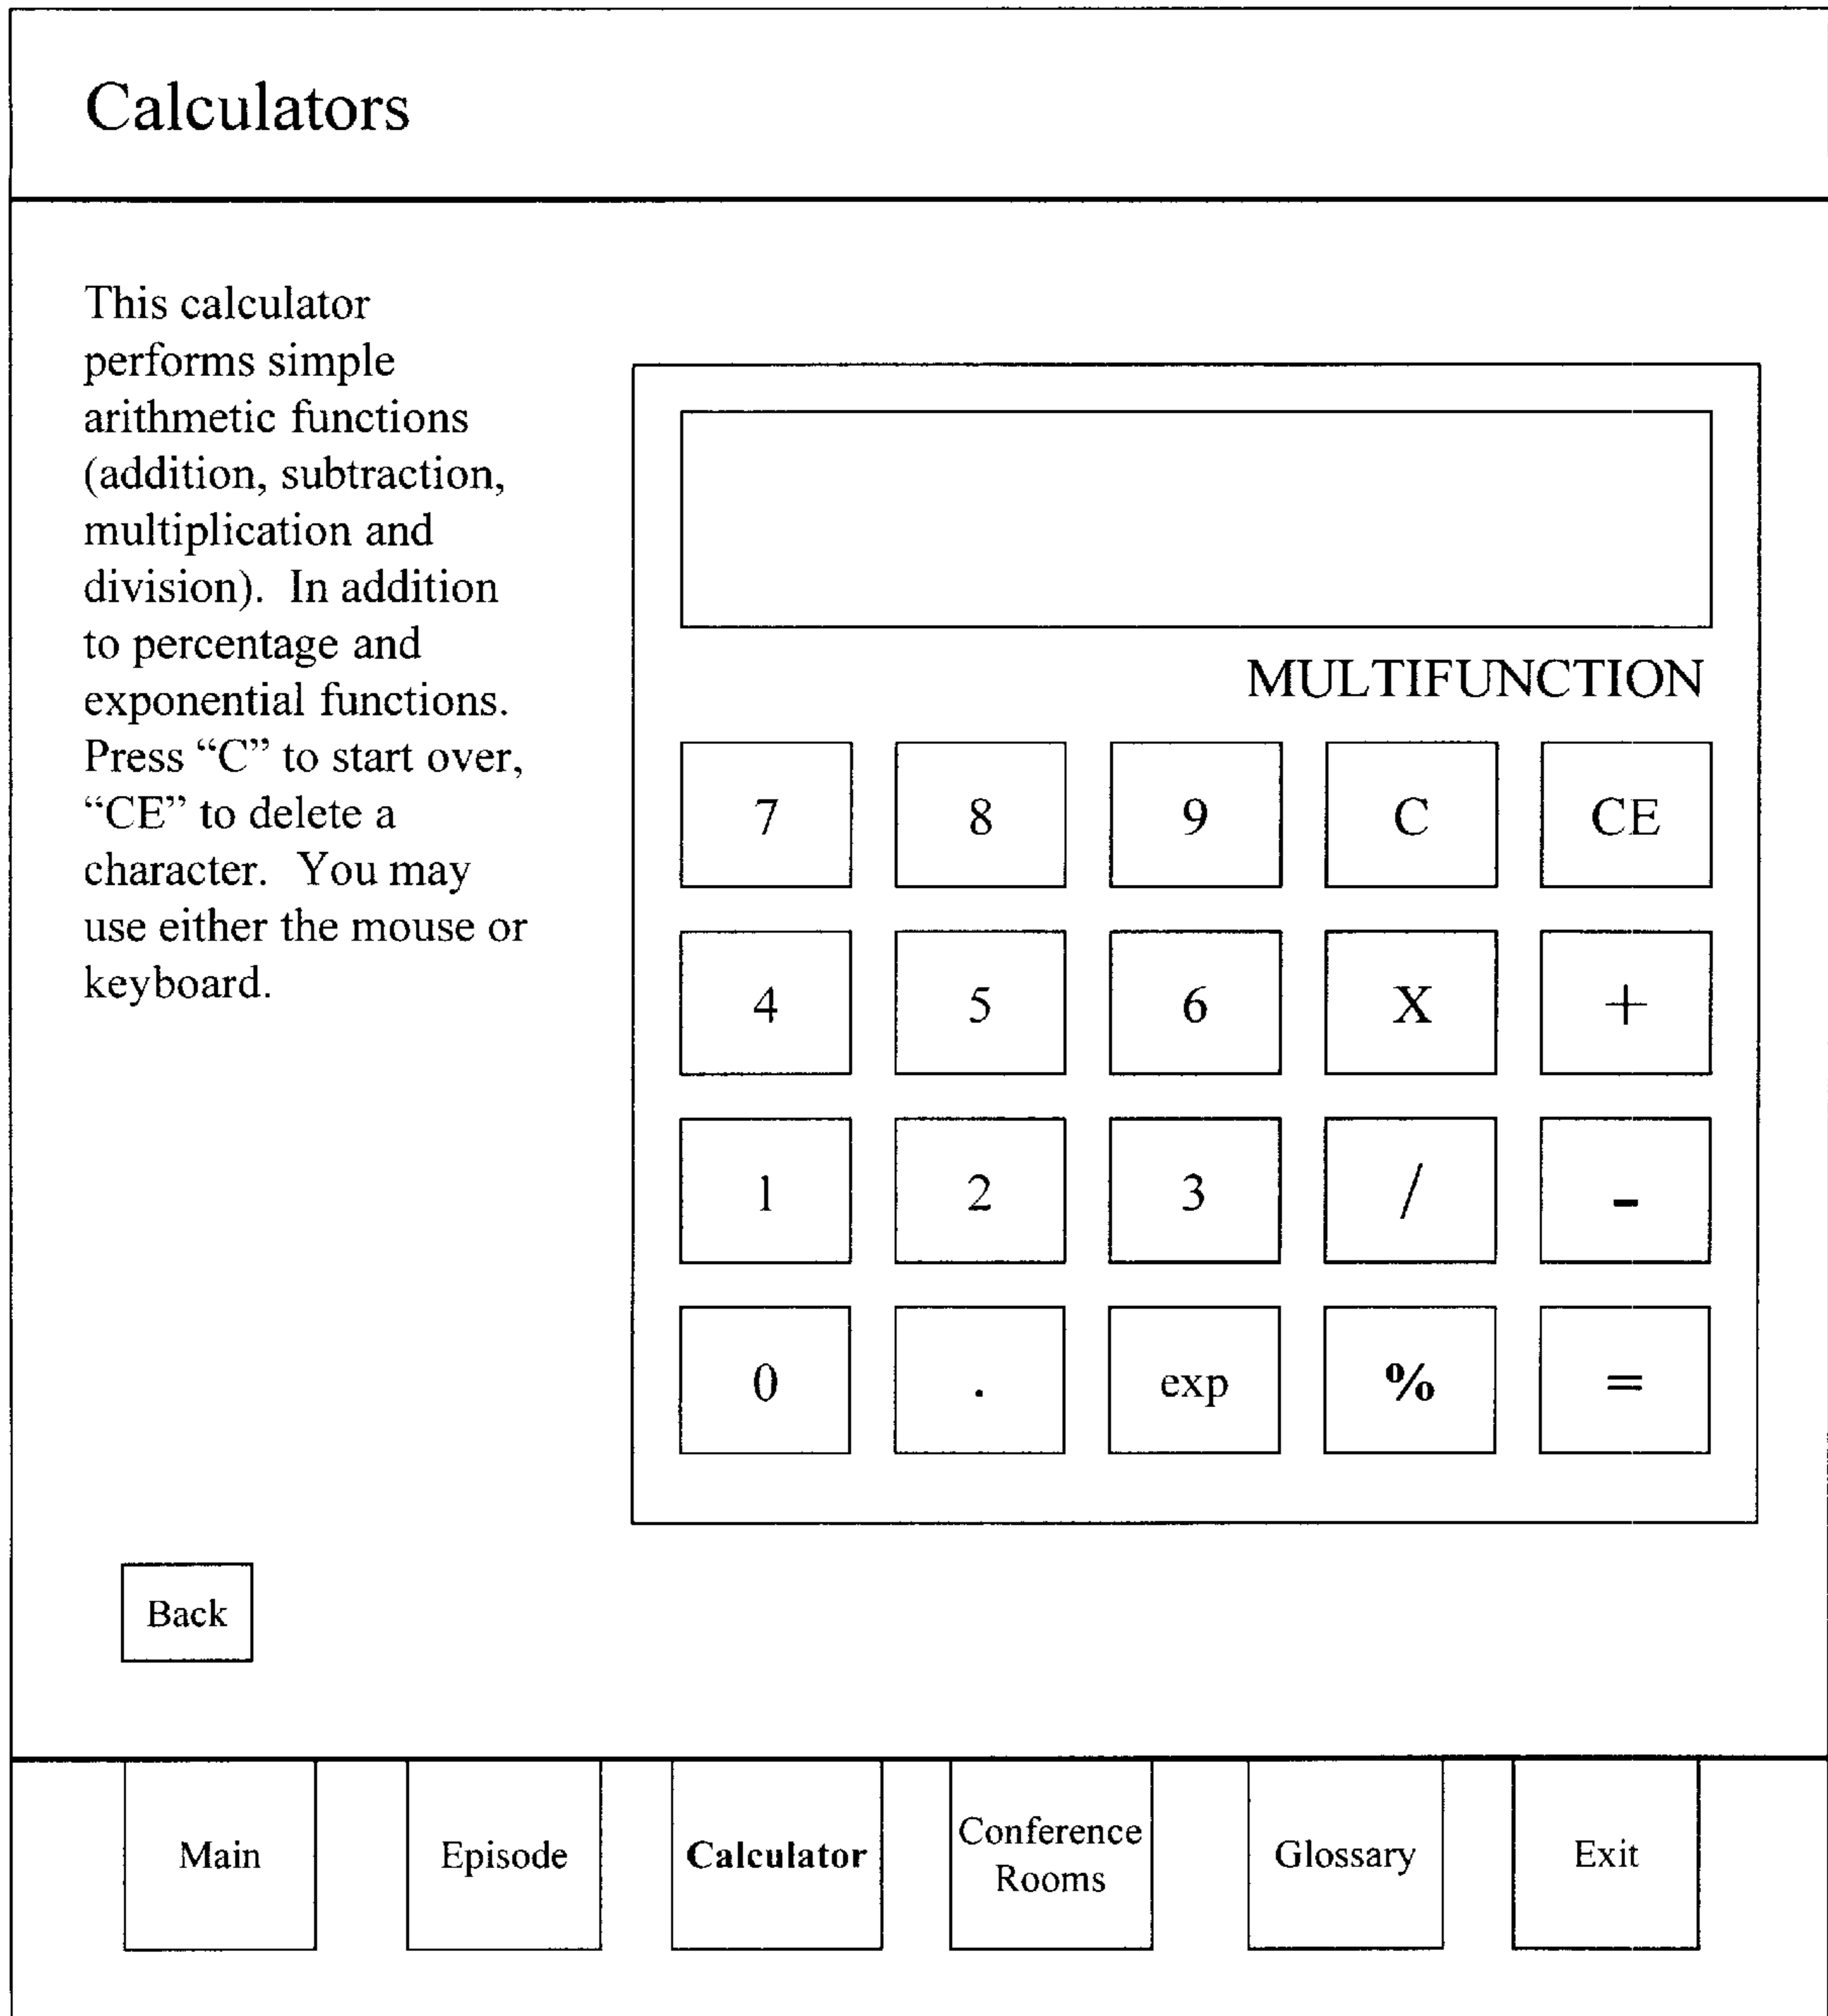 Calculators
This calculator
performs simple
arithmetic functions
(addition, subtraction,
multiplication and
division).  In addition
to percentage and
exponential functions.
Press “C” to start over,
“CE” to delete a
character.  You may
use either the mouse or
keyboard.
MULTIFUNCTION
7 8 9 C CE
4 5 6 X +
1 2 3 / -
0 . exp % =
Back
Main Episode Calculator Conference Rooms Glossary Exit